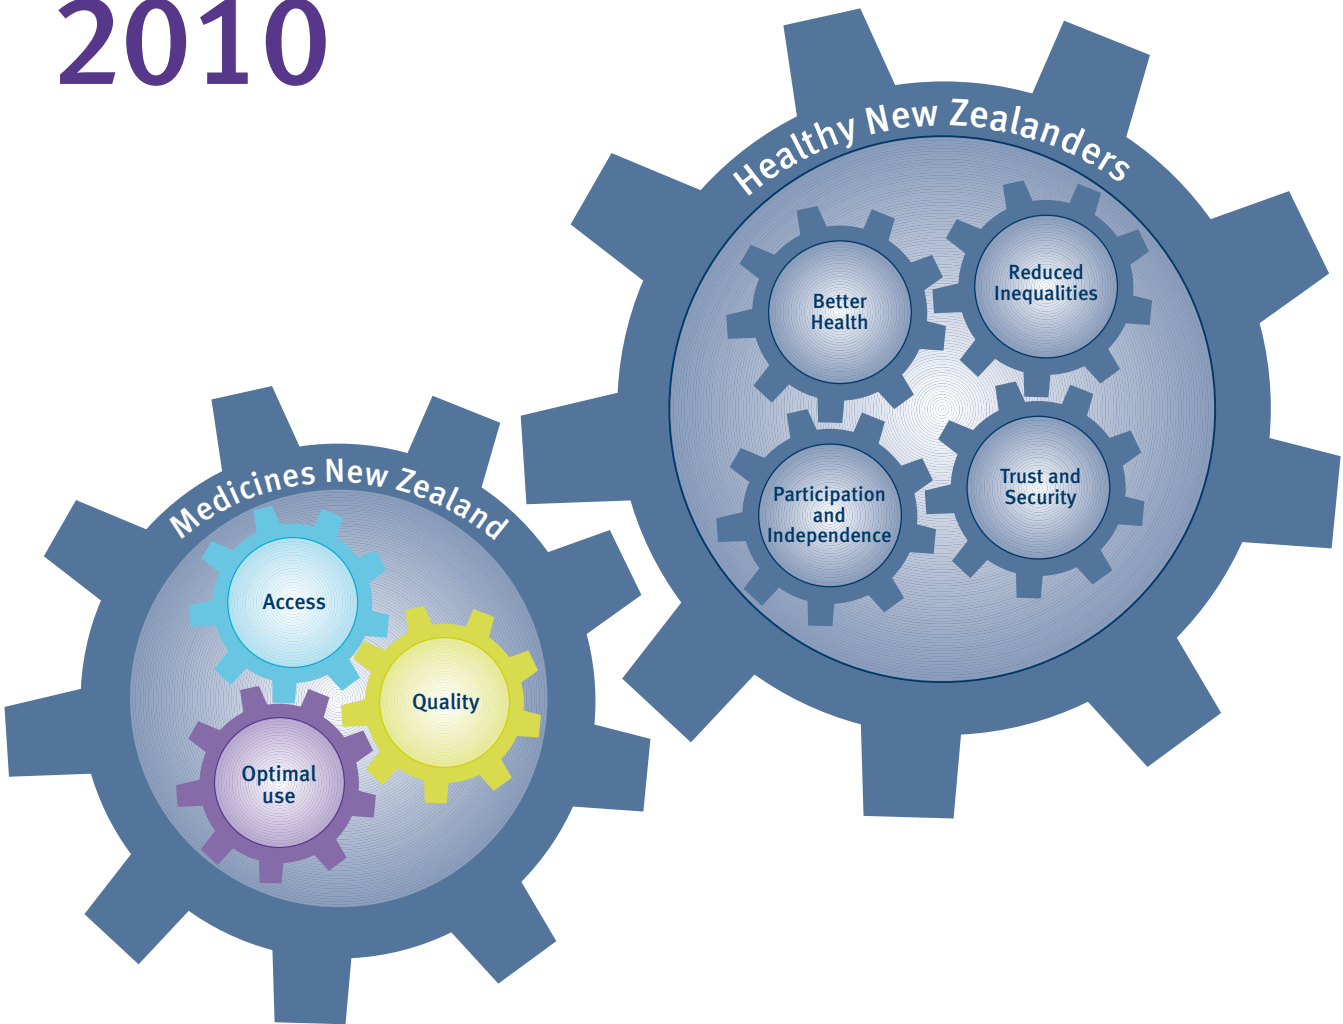 2010
Healthy New Zealanders
Better
Health
Reduced
Inequalities
Participation
and
Independence
Trust and
Security
Medicines New Zealand
Access
Quality
Optimal
use